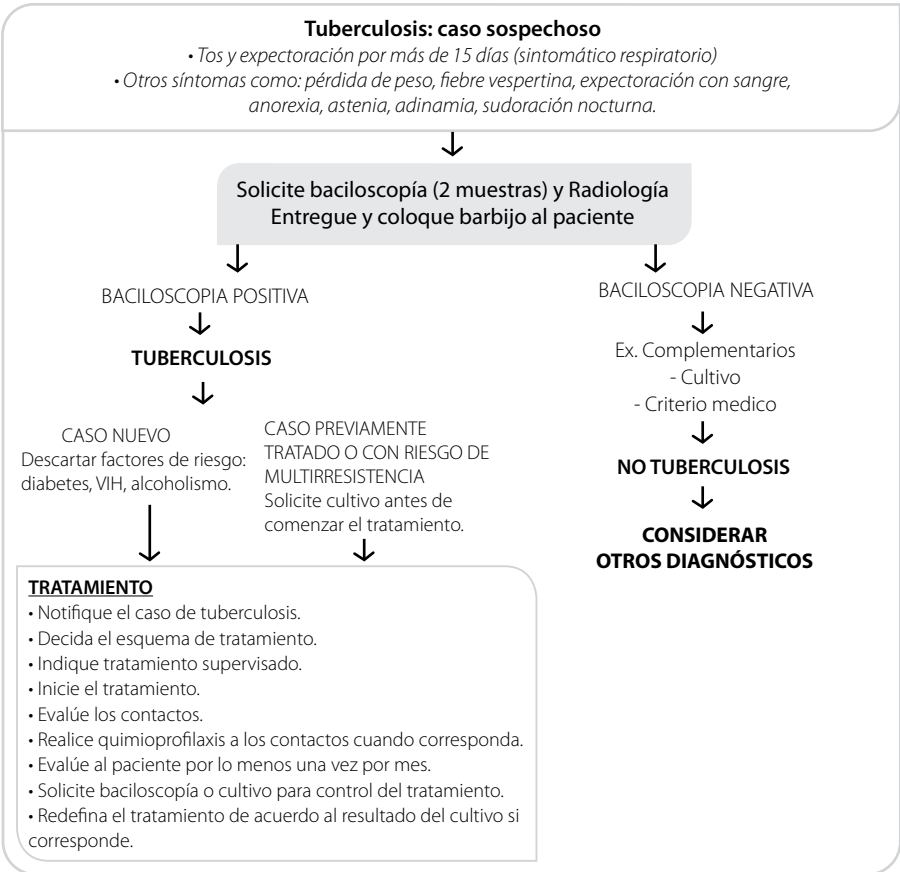 Tuberculosis: caso sospechoso
• Tos y expectoración por más de 15 días (sintomático respiratorio)
• Otros síntomas como: pérdida de peso, fiebre vespertina, expectoración con sangre,
anorexia, astenia, adinamia, sudoración nocturna.
Solicite baciloscopía (2 muestras) y Radiología
Entregue y coloque barbijo al paciente
BACILOSCOPIA POSITIVA
TUBERCULOSIS
CASO NUEVO
Descartar factores de riesgo:
diabetes, VIH, alcoholismo.
CASO PREVIAMENTE
TRATADO O CON RIESGO DE
MULTIRRESISTENCIA
Solicite cultivo antes de
comenzar el tratamiento.
BACILOSCOPIA NEGATIVA
Ex. Complementarios
- Cultivo
- Criterio medico
NO TUBERCULOSIS
CONSIDERAR
OTROS DIAGNÓSTICOS
TRATAMIENTO
• Notifique el caso de tuberculosis.
• Decida el esquema de tratamiento.
• Indique tratamiento supervisado.
• Inicie el tratamiento.
• Evalúe los contactos.
• Realice quimioprofilaxis a los contactos cuando corresponda.
• Evalúe al paciente por lo menos una vez por mes.
• Solicite baciloscopía o cultivo para control del tratamiento.
• Redefina el tratamiento de acuerdo al resultado del cultivo si
corresponde.